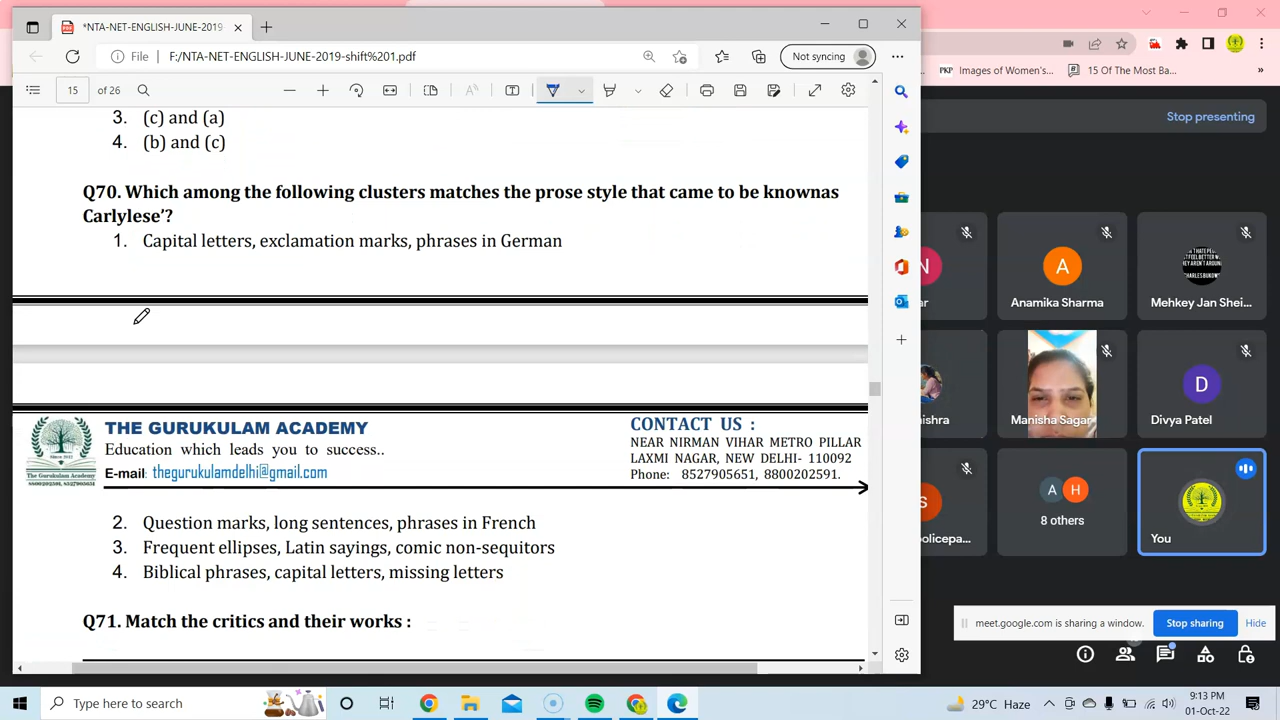 *NTA-NET-ENGLISH-JUNE-2019-
File
F:/NTA-NET-ENGLISH-JUNE-2019-shift%201.pdf
Not syncing
PKP
Images of Women's...
15 Of The Most Ba...
15 of 26
Stop presenting
3. (c) and (a)
4. (b) and (c)
Q70. Which among the following clusters matches the prose style that came to be knownas
Carlylese'?
1. Capital letters, exclamation marks, phrases in German
THE GURUKULAM ACADEMY
Education which leads you to success..
E-mail: thegurukulamdelhi@gmail.com
CONTACT US :
NEAR NIRMAN VIHAR METRO PILLAR
LAXMI NAGAR, NEW DELHI- 110092
Phone: 8527905651, 8800202591.
2. Question marks, long sentences, phrases in French
3. Frequent ellipses, Latin sayings, comic non-sequitors
4. Biblical phrases, capital letters, missing letters
Q71. Match the critics and their works :
N
ar
A
Anamika Sharma
CHARLES BUKOW
Mehkey Jan Shei...
ishra
Manisha Sagar
D
Divya Patel
S
policepa...
A H
8 others
You
meet.google.com is sharing a window.
Stop sharing
Hide
Type here to search
29°C Haze
9:13 PM
01-Oct-22